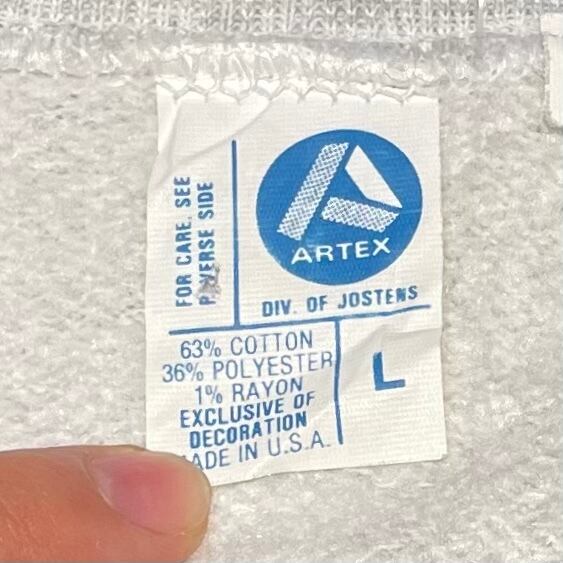 FOR CARE. SEE
REVERSE SIDE
ARTEX
DIV. OF JOSTENS
63% COTTON
36% POLYESTER
1% RAYON
EXCLUSIVE OF
DECORATION
MADE IN U.S.A.
L